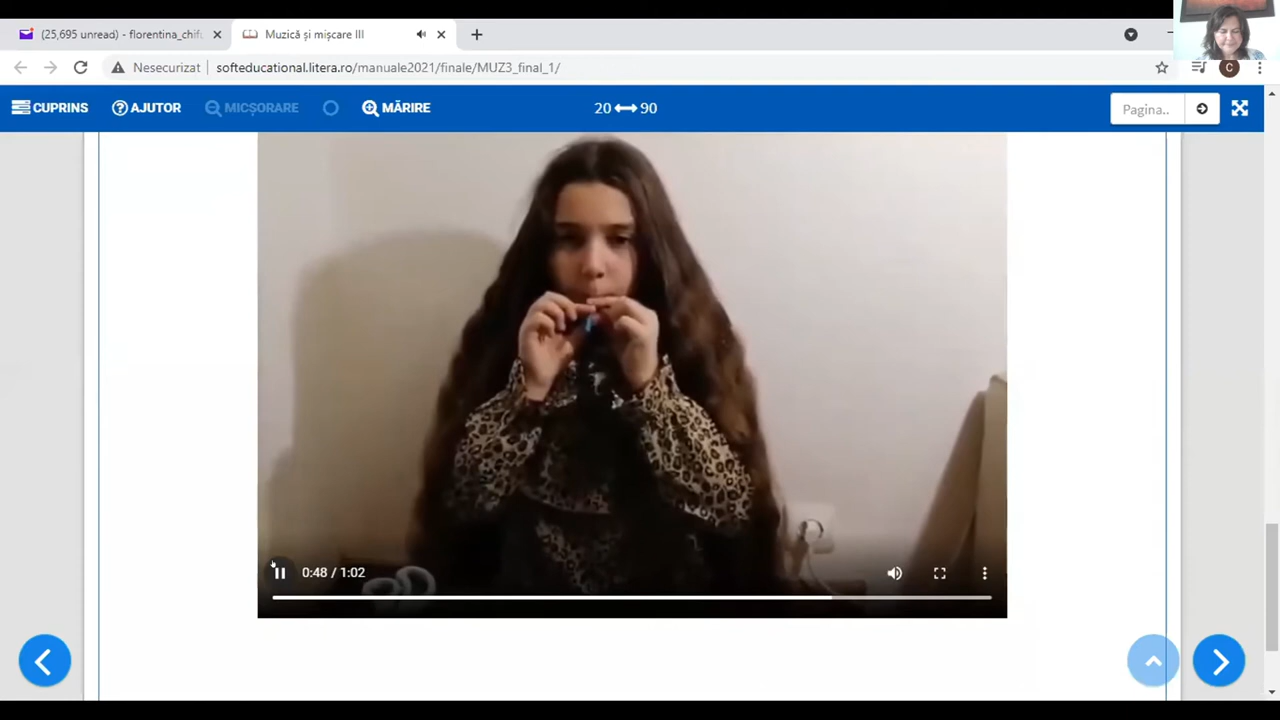 (25,695 unread) - florentina_chifu
Muzică și mișcare III
Nesecurizat
softeducational.litera.ro/manuale2021/finale/MUZ3_final_1/
C
CUPRINS
AJUTOR
MICȘORARE
MĂRIRE
20 90
Pagina..
0:48 / 1:02